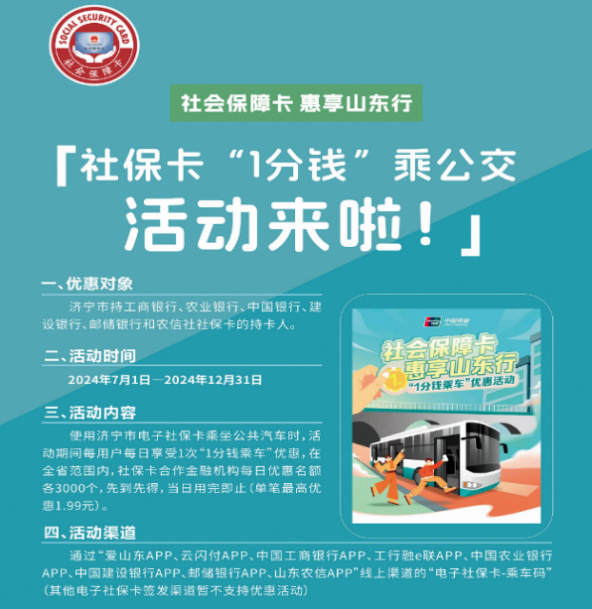 SOCIAL SECURITY CARD
社会保障卡
社会保障卡 惠享山东行
「社保卡“1分钱”乘公交
活动来啦！」
一、优惠对象
济宁市持工商银行、农业银行、中国银行、建
设银行、邮储银行和农信社社保卡的持卡人。
二、活动时间
2024年7月1日—2024年12月31日
三、活动内容
使用济宁市电子社保卡乘坐公共汽车时，活
动期间每用户每日享受1次“1分钱乘车”优惠，在
全省范围内，社保卡合作金融机构每日优惠名额
各3000个，先到先得，当日用完即止（单笔最高优
惠1.99元）。
社会保障卡
惠享山东行
“1分钱乘车”优惠活动
四、活动渠道
通过“爱山东APP、云闪付APP、中国工商银行APP、工行融e联APP、中国农业银行
APP、中国建设银行APP、邮储银行APP、山东农信APP”线上渠道的“电子社保卡-乘车码”
（其他电子社保卡签发渠道暂不支持优惠活动）